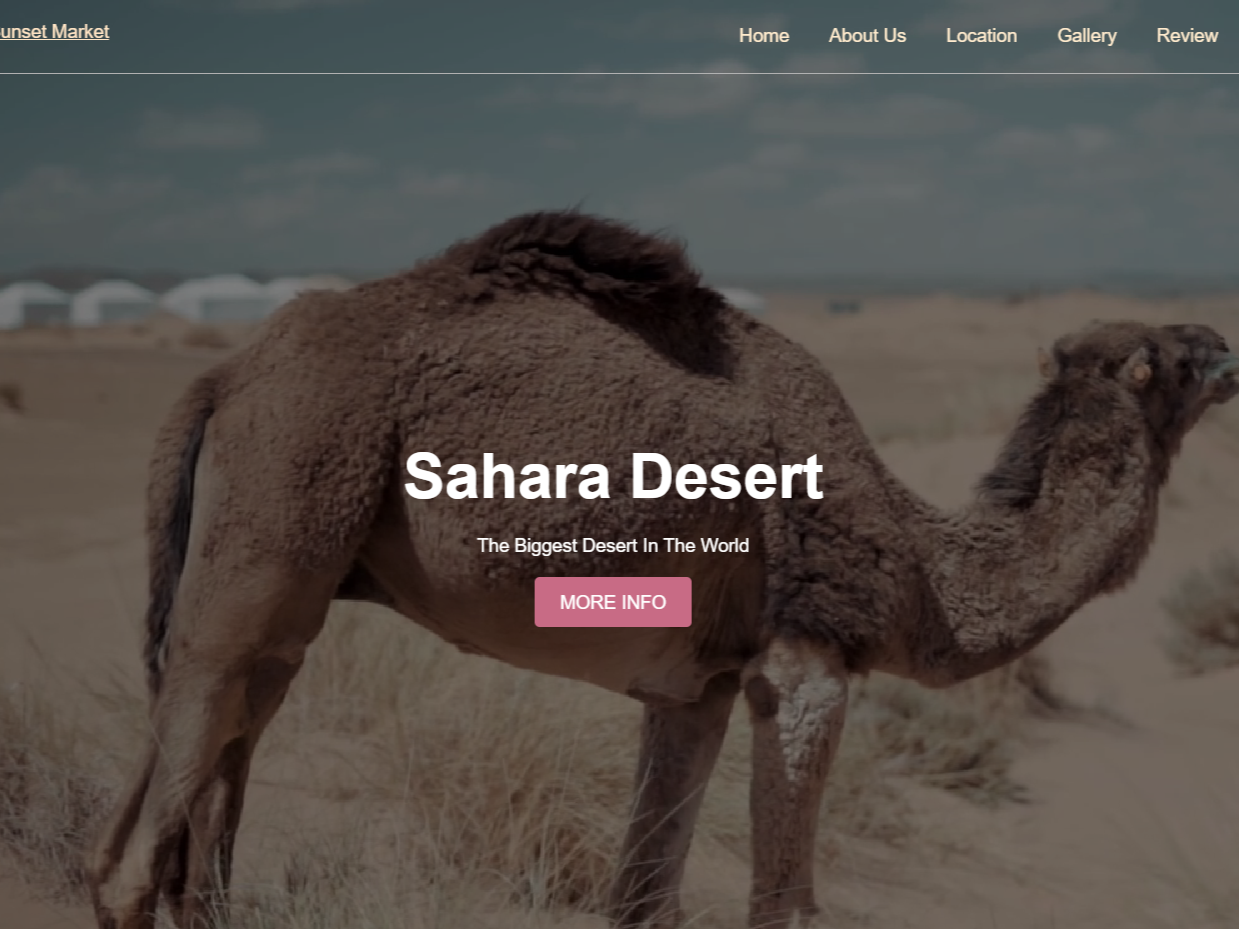 unset Market
Home About Us Location Gallery Review
Sahara Desert
The Biggest Desert In The World
MORE INFO